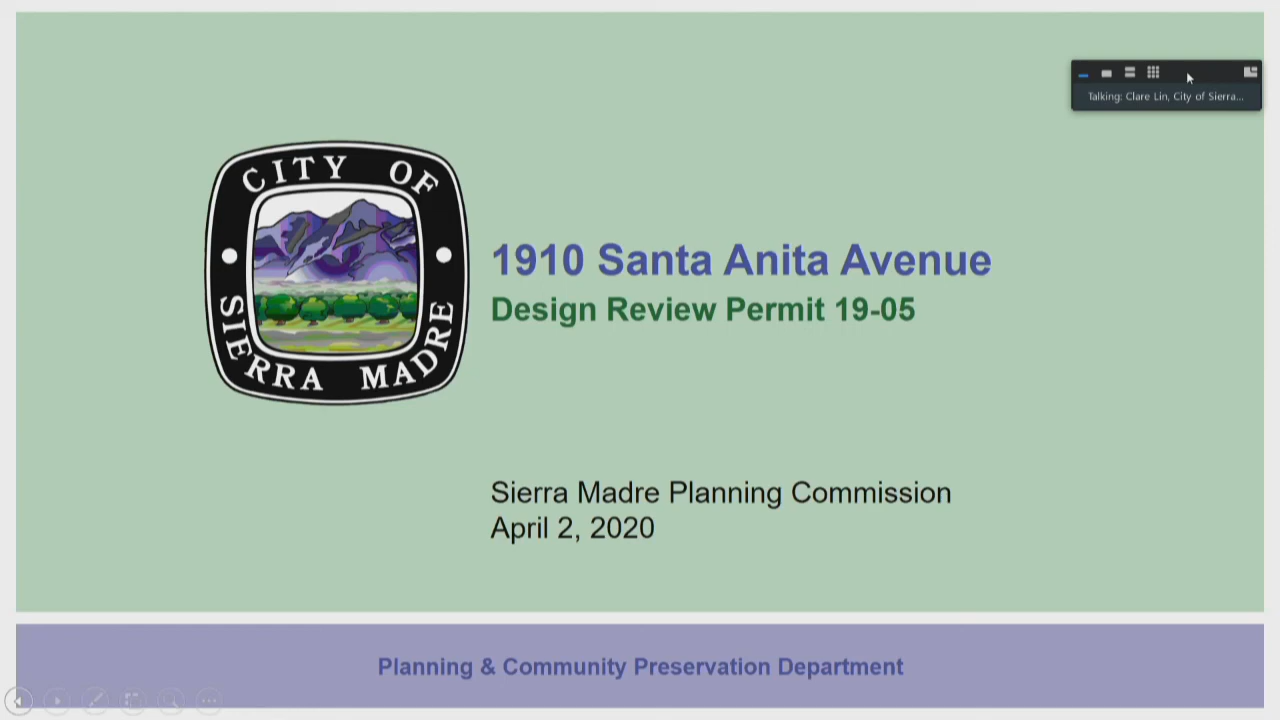 Talking: Clare Lin, City of Sierra...
CITY OF
SIERRA MADRE
1910 Santa Anita Avenue
Design Review Permit 19-05
Sierra Madre Planning Commission
April 2, 2020
Planning & Community Preservation Department